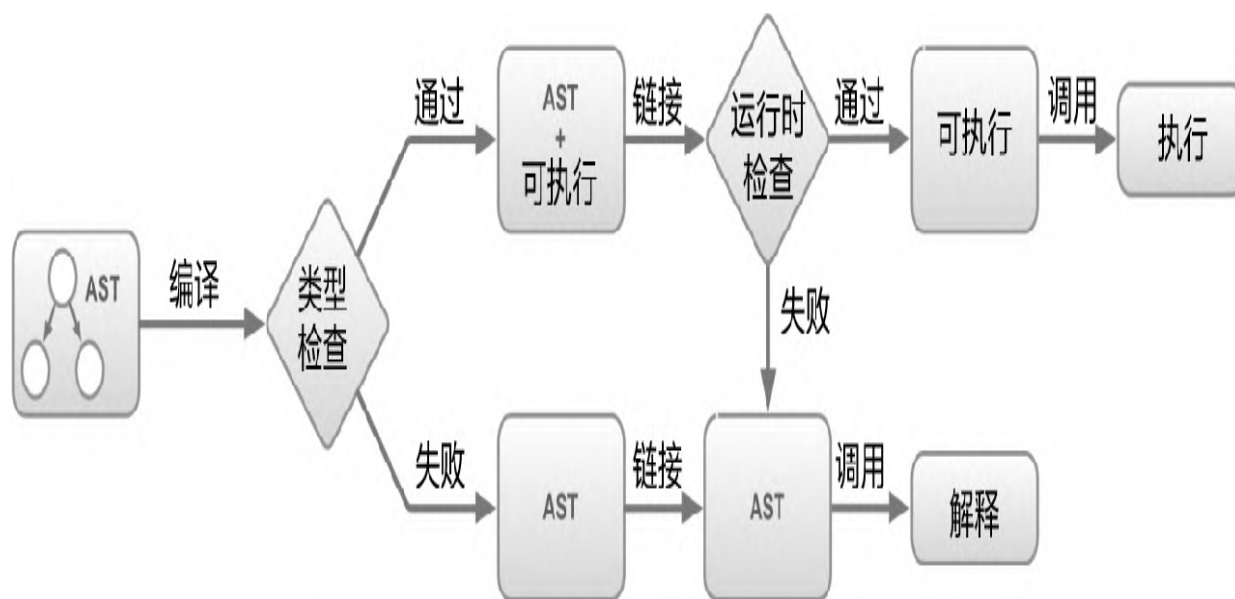 AST
编译
类型
检查
通过
AST
+
可执行
链接
运行时
检查
通过
可执行
调用
执行
失败
失败
AST
链接
AST
调用
解释